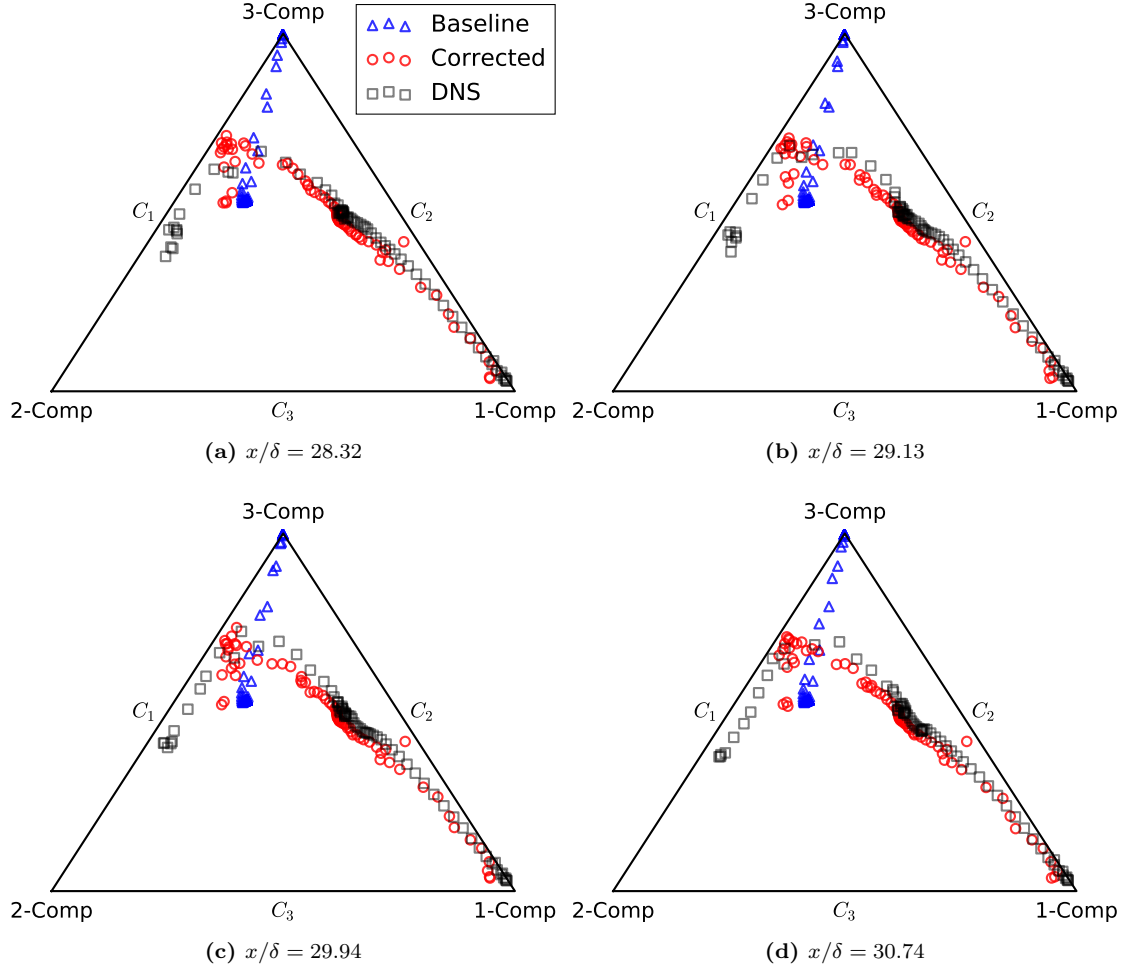 3-Comp 3-Comp
Baseline
Corrected
DNS
C₁ C₂ C₁ C₂
2-Comp C₃ 1-Comp 2-Comp C₃ 1-Comp
(a) x/δ = 28.32 (b) x/δ = 29.13
3-Comp 3-Comp
C₁ C₂ C₁ C₂
2-Comp C₃ 1-Comp 2-Comp C₃ 1-Comp
(c) x/δ = 29.94 (d) x/δ = 30.74